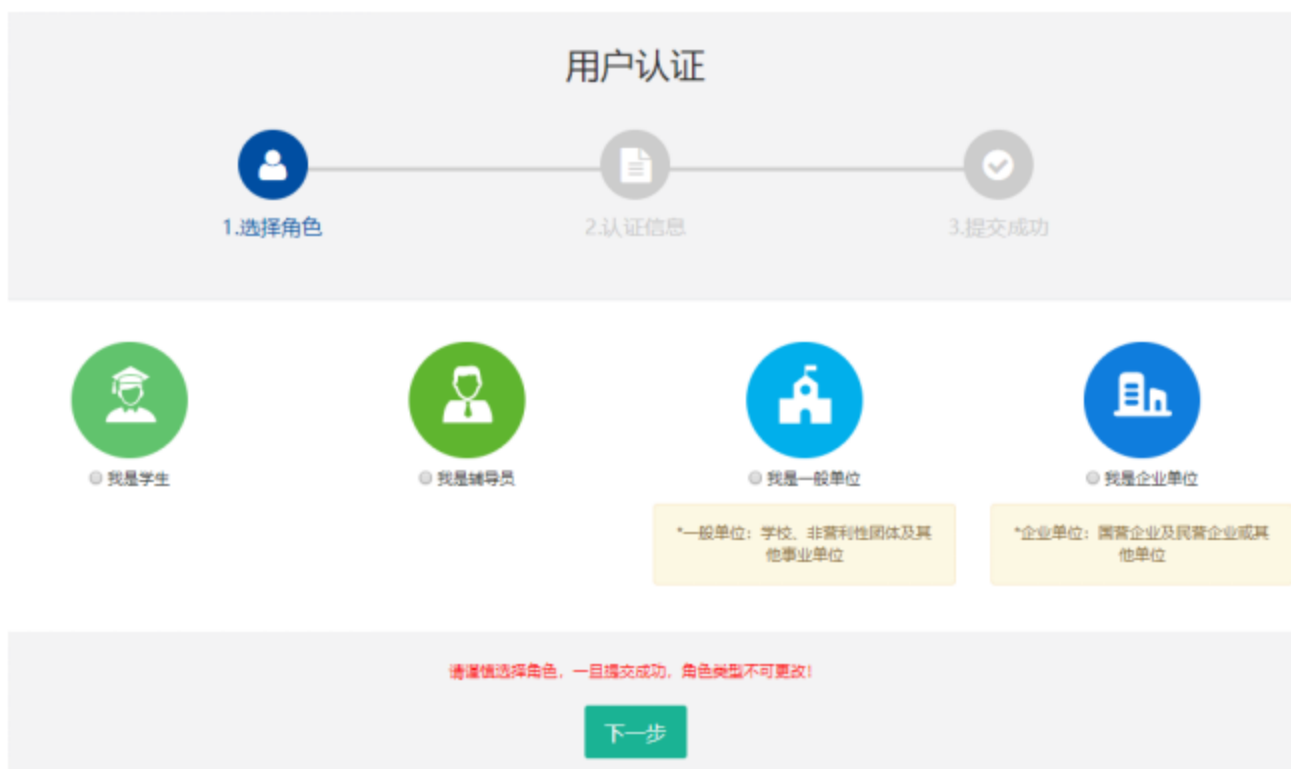 用户认证
1.选择角色
2.认证信息
3.提交成功
我是学生
我是辅导员
我是一般单位
我是企业单位
*一般单位：学校、非营利性团体及其
他事业单位
*企业单位：国营企业及民营企业或其
他单位
请谨慎选择角色，一旦提交成功，角色类型不可更改！
下一步